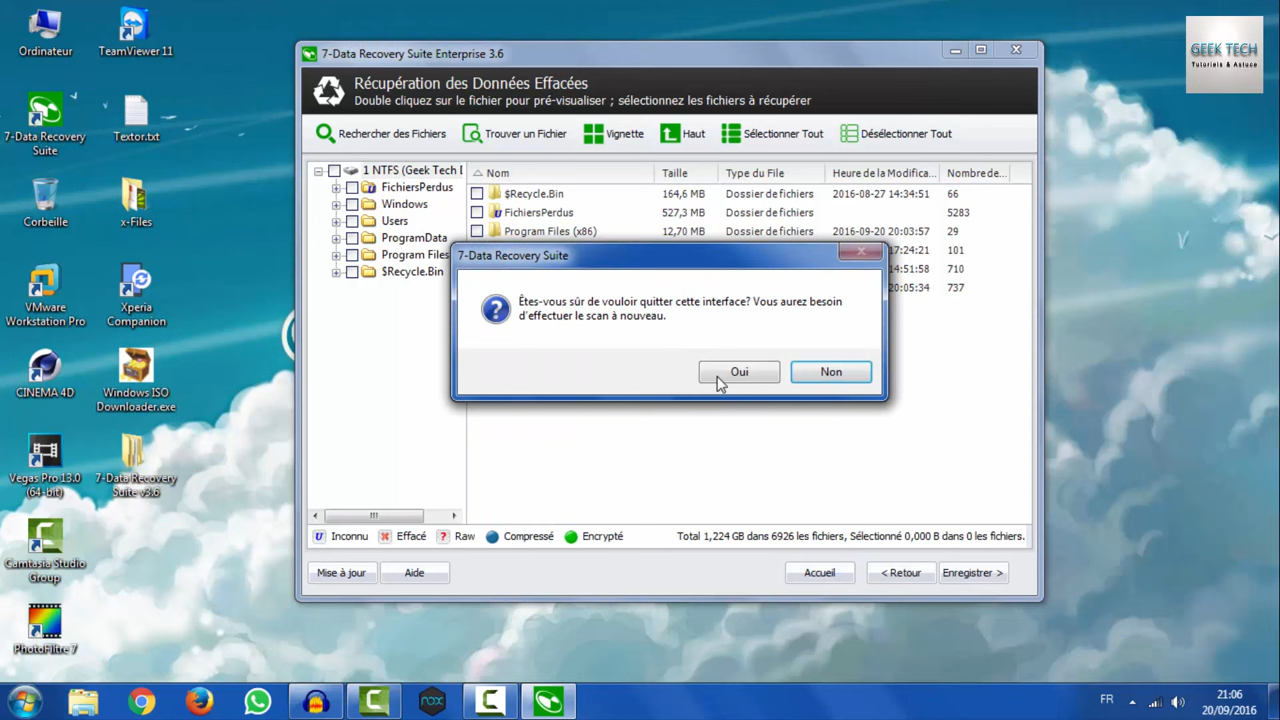 Ordinateur
TeamViewer 11
7-Data Recovery
Suite
Textor.txt
Corbeille
x-Files
VMware
Workstation Pro
Xperia
Companion
CINEMA 4D
Windows ISO
Downloader.exe
Vegas Pro 13.0
(64-bit)
7-Data Recovery
Suite v3.6
Camtasia Studio
Group
PhotoFiltre 7
GEEK TECH
Tutoriels & Astuce
7-Data Recovery Suite Enterprise 3.6
Récupération des Données Effacées
Double cliquez sur le fichier pour pré-visualiser ; sélectionnez les fichiers à récupérer
Rechercher des Fichiers Trouver un Fichier Vignette Haut Sélectionner Tout Désélectionner Tout
1 NTFS (Geek Tech
FichiersPerdus
Windows
Users
ProgramData
Program Files
$Recycle.Bin
Nom Taille Type du File Heure de la Modifica... Nombre de...
$Recycle.Bin 164,6 MB Dossier de fichiers 2016-08-27 14:34:51 66
FichiersPerdus 527,3 MB Dossier de fichiers 5283
Program Files (x86) 12,70 MB Dossier de fichiers 2016-09-20 20:03:57 29
17:24:21 101
14:51:58 710
20:05:34 737
7-Data Recovery Suite
Êtes-vous sûr de vouloir quitter cette interface? Vous aurez besoin
d'effectuer le scan à nouveau.
Oui Non
U Inconnu Effacé ? Raw Compressé Encrypté Total 1,224 GB dans 6926 les fichiers, Sélectionné 0,000 B dans 0 les fichiers.
Mise à jour Aide Accueil < Retour Enregistrer >
nox
FR
21:06
20/09/2016